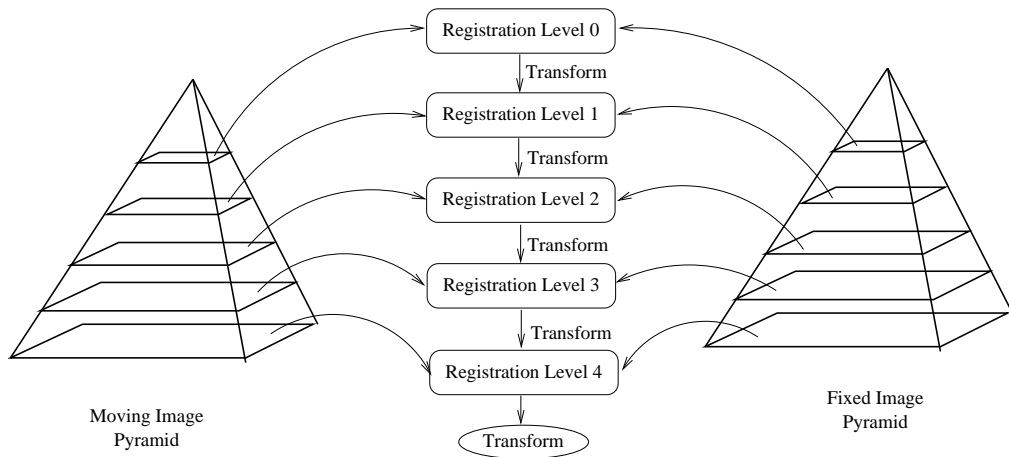 Registration Level 0
Transform
Registration Level 1
Transform
Registration Level 2
Transform
Registration Level 3
Transform
Registration Level 4
Transform
Moving Image
Pyramid
Fixed Image
Pyramid